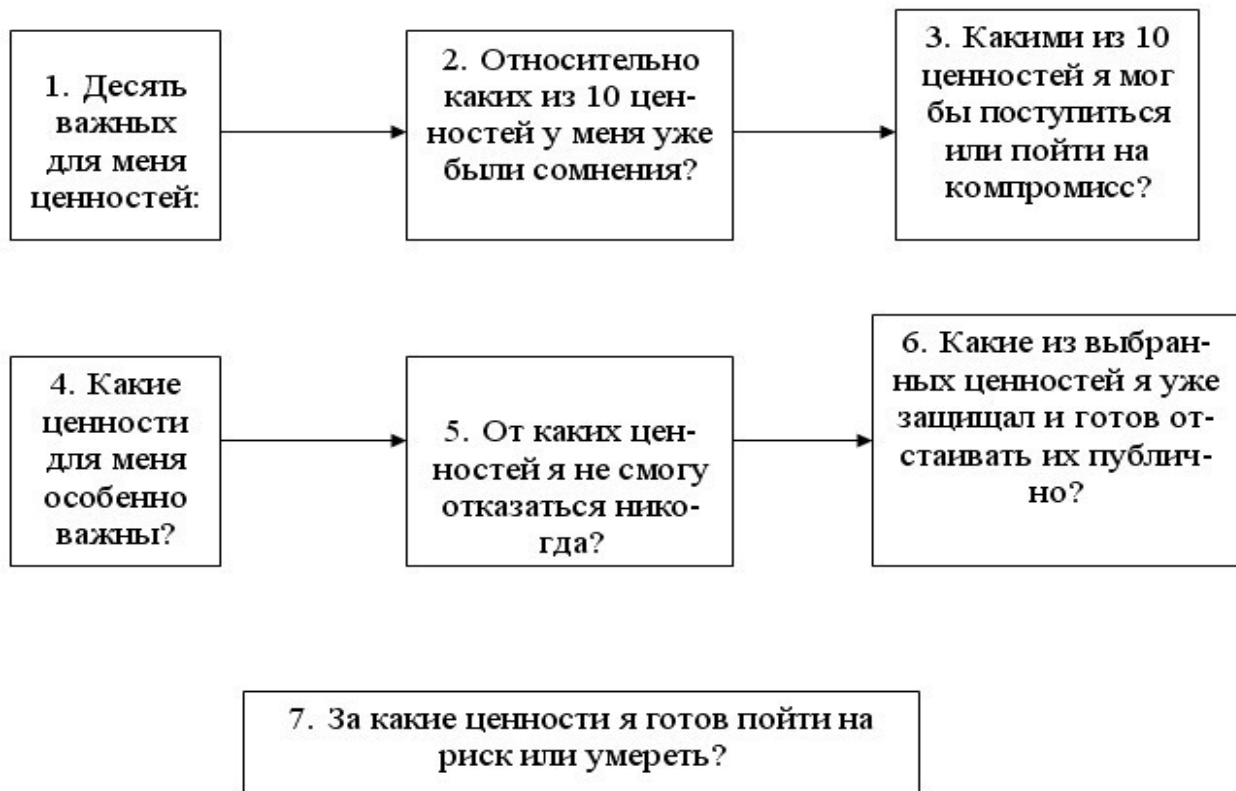 1. Десять
важных
для меня
ценностей:
2. Относительно
каких из 10 цен-
ностей у меня уже
были сомнения?
3. Какими из 10
ценностей я мог
бы поступиться
или пойти на
компромисс?
4. Какие
ценности
для меня
особенно
важны?
5. От каких цен-
ностей я не смогу
отказаться нико-
гда?
6. Какие из выбран-
ных ценностей я уже
защищал и готов от-
стаивать их публич-
но?
7. За какие ценности я готов пойти на
риск или умереть?